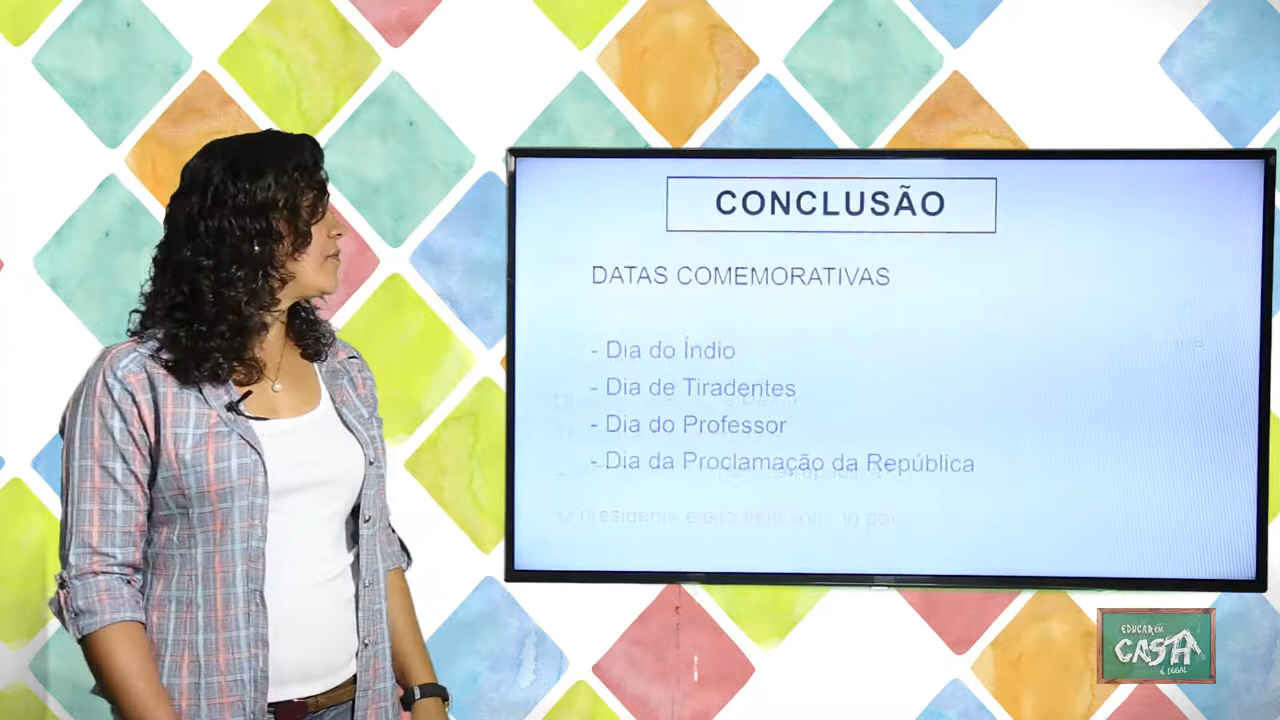 CONCLUSÃO
DATAS COMEMORATIVAS
- Dia do Índio
- Dia de Tiradentes
- Dia do Professor
- Dia da Proclamação da República
EDUCAR EM
CASA
É LEGAL